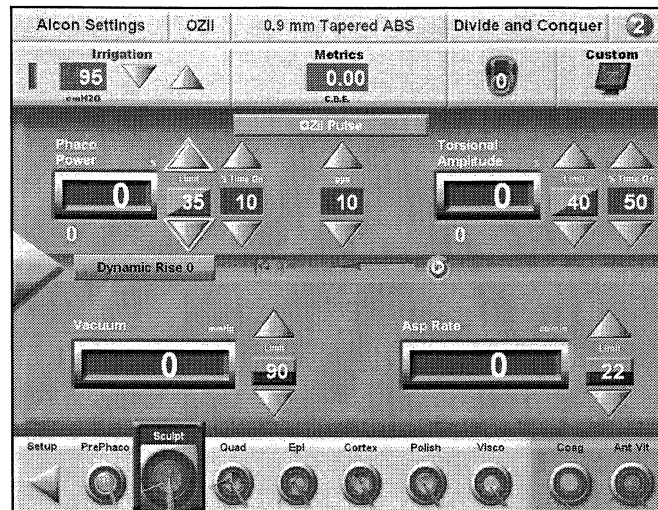 Alcon Settings OZil 0.9 mm Tapered ABS Divide and Conquer 2
Irrigation Metrics Custom
95 0.00 0
cmH2O C.D.E.
OZil Pulse
Phaco Power % Torsional Amplitude %
Limit % Time On pps Limit % Time On
0 35 10 10 0 40 50
0 0
Dynamic Rise 0
Vacuum mmHg Asp Rate cc/min
Limit Limit
0 90 0 22
Setup PrePhaco Sculpt Quad Epi Cortex Polish Visco Coag Ant Vit